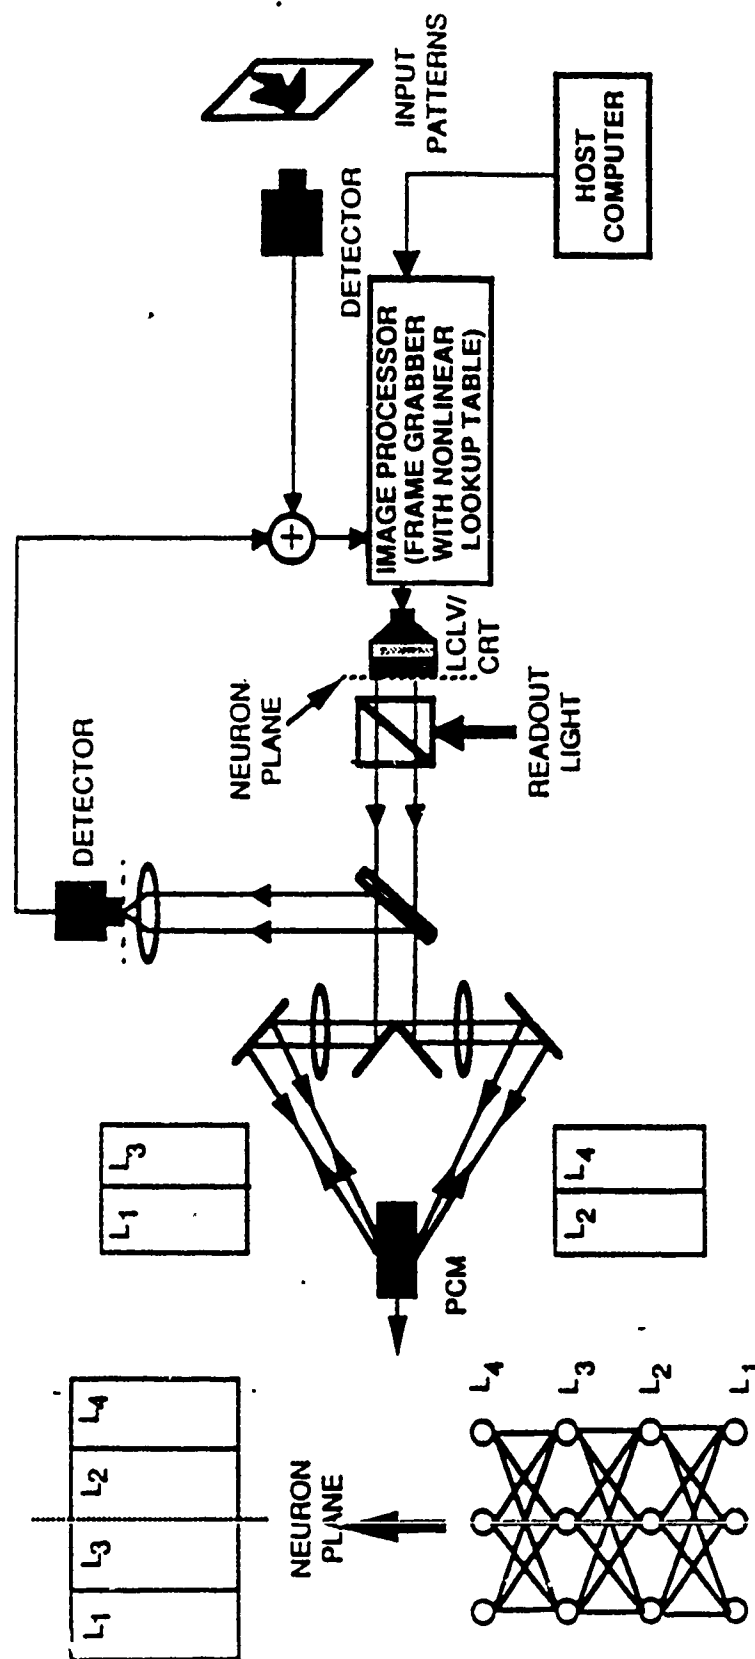 INPUT
PATTERNS
DETECTOR
HOST
COMPUTER
IMAGE PROCESSOR
(FRAME GRABBER
WITH NONLINEAR
LOOKUP TABLE)
+
LCLV/
CRT
NEURON
PLANE
READOUT
LIGHT
DETECTOR
L1
L3
L2
L4
PCM
L1
L3
L2
L4
NEURON
PLANE
L4
L3
L2
L1